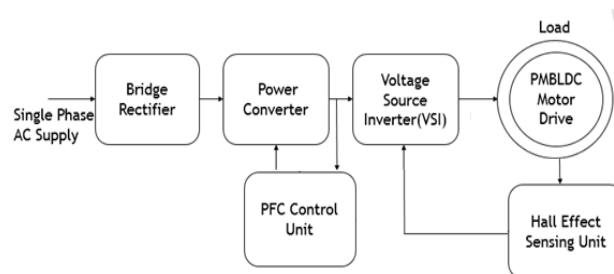 Load
Bridge
Rectifier
Power
Converter
Voltage
Source
Inverter(VSI)
PMBLDC
Motor
Drive
Single Phase
AC Supply
PFC Control
Unit
Hall Effect
Sensing Unit